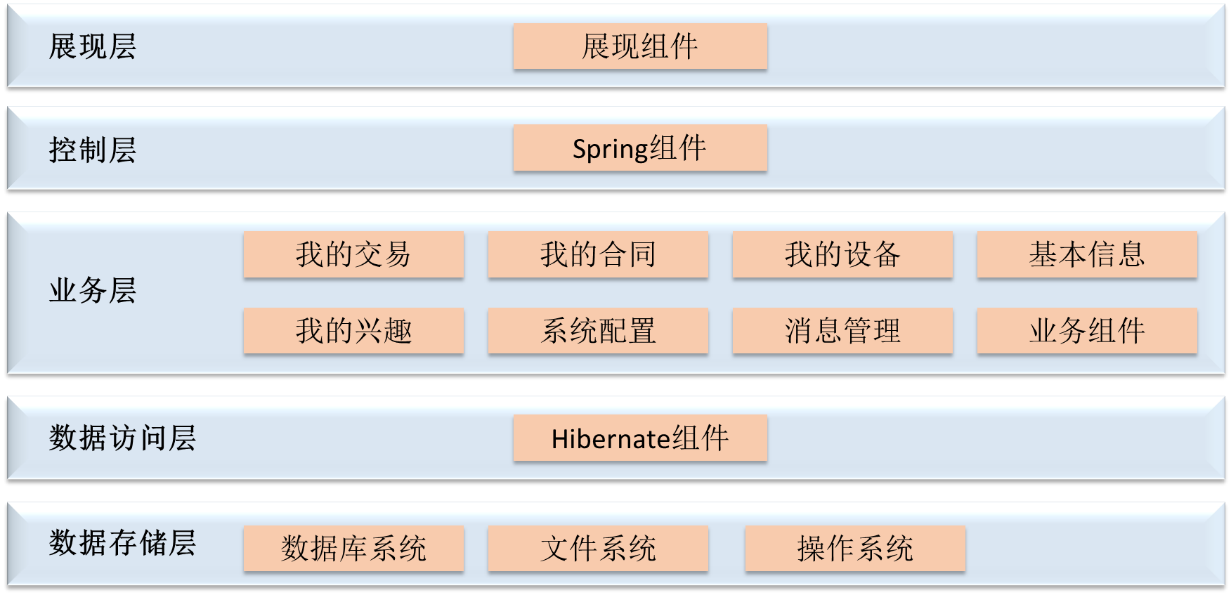 展现层
展现组件
控制层
Spring组件
业务层
我的交易
我的合同
我的设备
基本信息
我的兴趣
系统配置
消息管理
业务组件
数据访问层
Hibernate组件
数据存储层
数据库系统
文件系统
操作系统